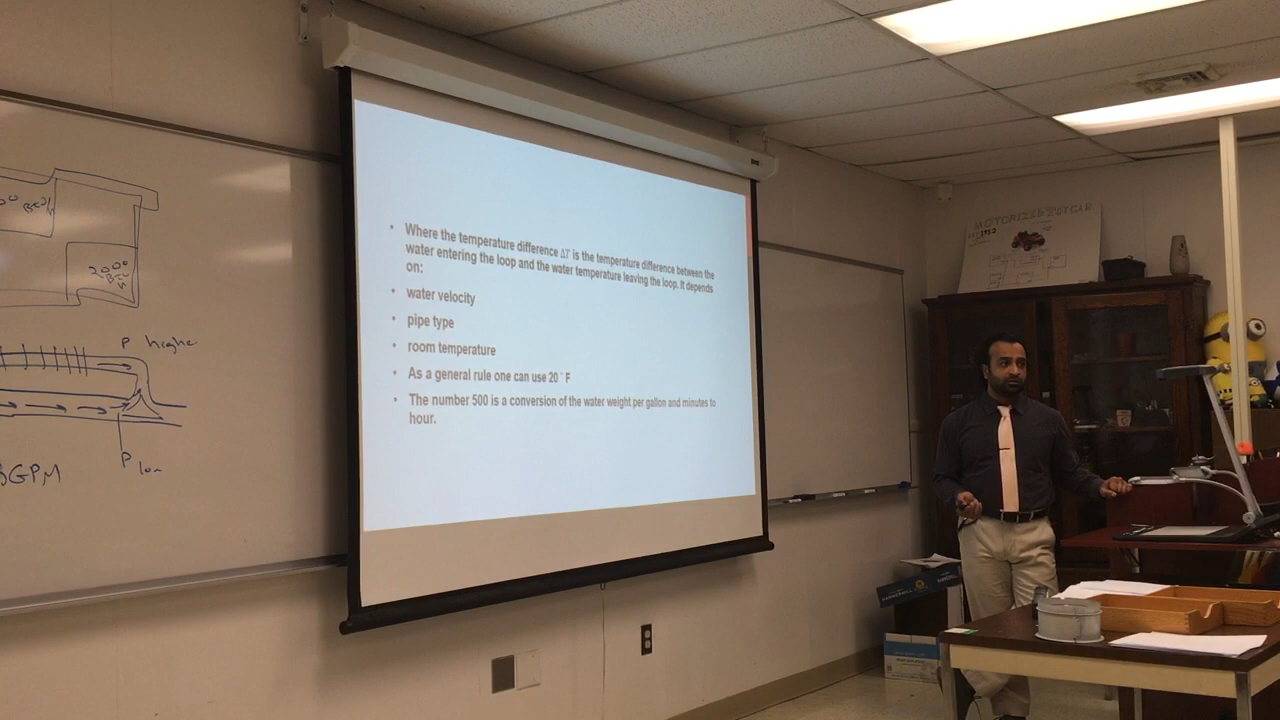 2000
P higher
GPM
P low
• Where the temperature difference ΔT is the temperature difference between the
water entering the loop and the water temperature leaving the loop. It depends
on:
• water velocity
• pipe type
• room temperature
• As a general rule one can use 20 ° F
• The number 500 is a conversion of the water weight per gallon and minutes to
hour.
MOTORIZED
HAMMERMILL